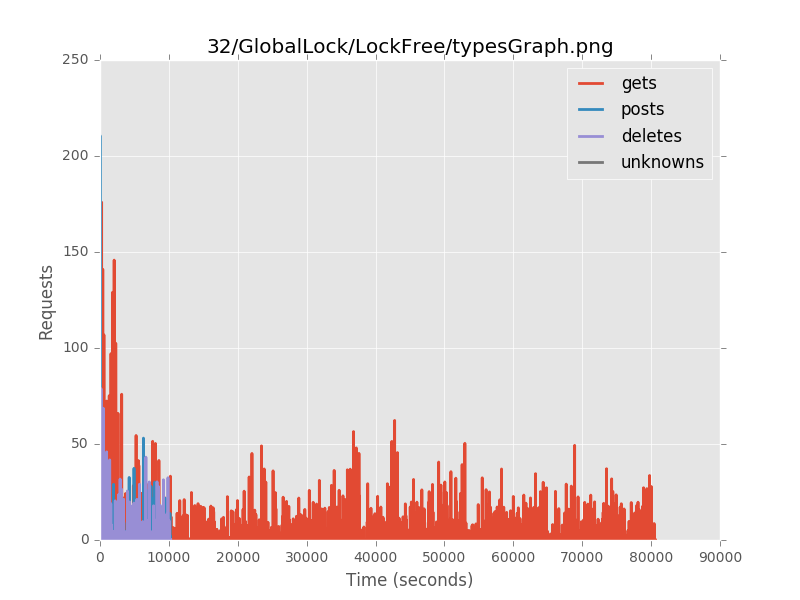 32/GlobalLock/LockFree/typesGraph.png
250
200
150
100
50
0
Requests
gets
posts
deletes
unknowns
0 10000 20000 30000 40000 50000 60000 70000 80000 90000
Time (seconds)